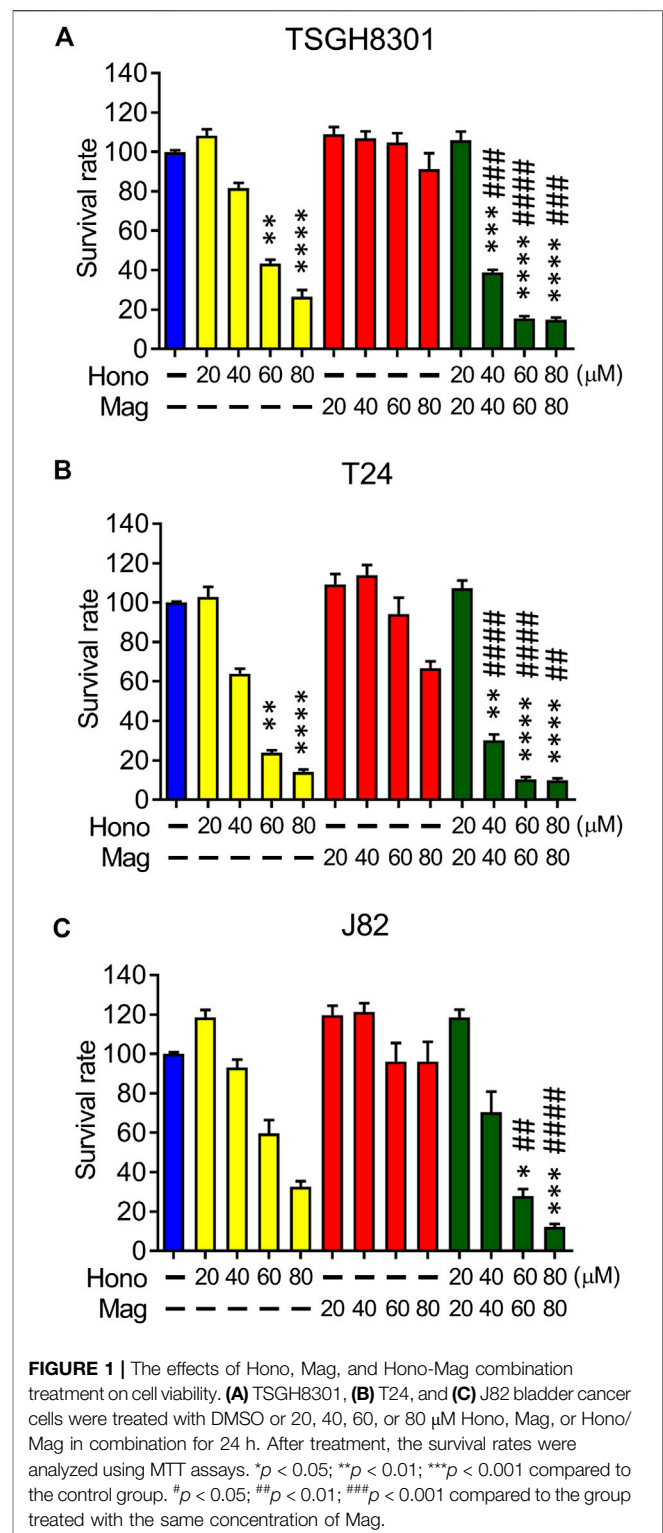 A TSGH8301
140
120
100
80
60
40
20
0
Survival rate
** **** ### *** #### **** ### ****
Hono – 20 40 60 80 – – – – 20 40 60 80 (μM)
Mag – – – – – 20 40 60 80 20 40 60 80
B T24
140
120
100
80
60
40
20
0
Survival rate
** **** #### ** #### **** ## ****
Hono – 20 40 60 80 – – – – 20 40 60 80 (μM)
Mag – – – – – 20 40 60 80 20 40 60 80
C J82
140
120
100
80
60
40
20
0
Survival rate
## * #### ***
Hono – 20 40 60 80 – – – – 20 40 60 80 (μM)
Mag – – – – – 20 40 60 80 20 40 60 80
FIGURE 1 | The effects of Hono, Mag, and Hono-Mag combination
treatment on cell viability. (A) TSGH8301, (B) T24, and (C) J82 bladder cancer
cells were treated with DMSO or 20, 40, 60, or 80 μM Hono, Mag, or Hono/
Mag in combination for 24 h. After treatment, the survival rates were
analyzed using MTT assays. *p < 0.05; **p < 0.01; ***p < 0.001 compared to
the control group. #p < 0.05; ##p < 0.01; ###p < 0.001 compared to the group
treated with the same concentration of Mag.